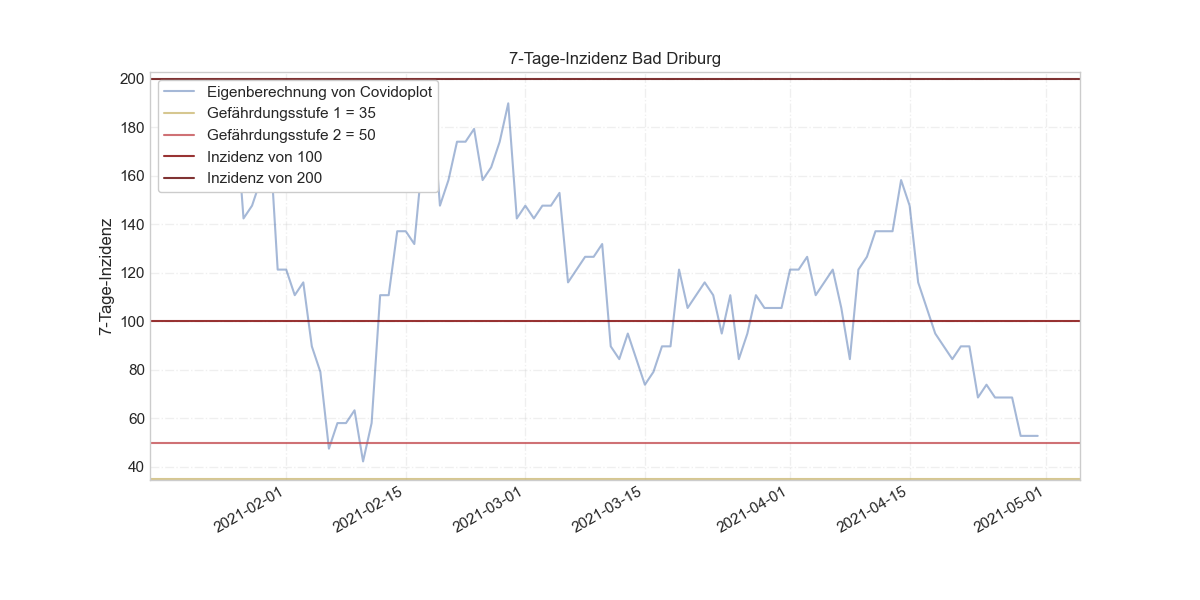 7-Tage-Inzidenz Bad Driburg
Eigenberechnung von Covidoplot
Gefährdungsstufe 1 = 35
Gefährdungsstufe 2 = 50
Inzidenz von 100
Inzidenz von 200
7-Tage-Inzidenz
200
180
160
140
120
100
80
60
40
2021-02-01
2021-02-15
2021-03-01
2021-03-15
2021-04-01
2021-04-15
2021-05-01